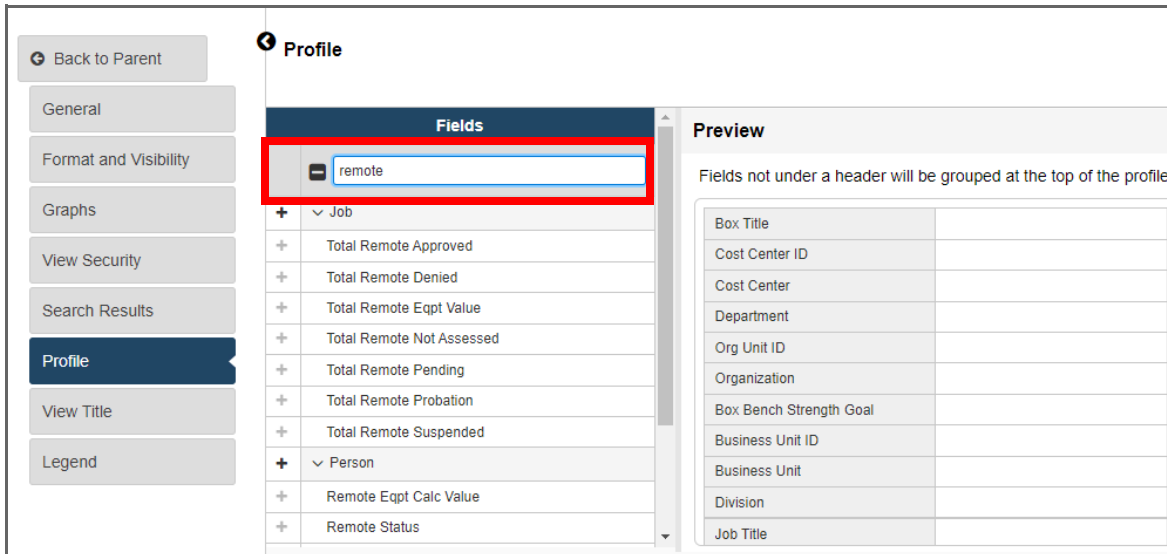 Back to Parent
General
Format and Visibility
Graphs
View Security
Search Results
Profile
View Title
Legend
Profile
Fields
remote
Job
Total Remote Approved
Total Remote Denied
Total Remote Eqpt Value
Total Remote Not Assessed
Total Remote Pending
Total Remote Probation
Total Remote Suspended
Person
Remote Eqpt Calc Value
Remote Status
Preview
Fields not under a header will be grouped at the top of the profile
Box Title
Cost Center ID
Cost Center
Department
Org Unit ID
Organization
Box Bench Strength Goal
Business Unit ID
Business Unit
Division
Job Title